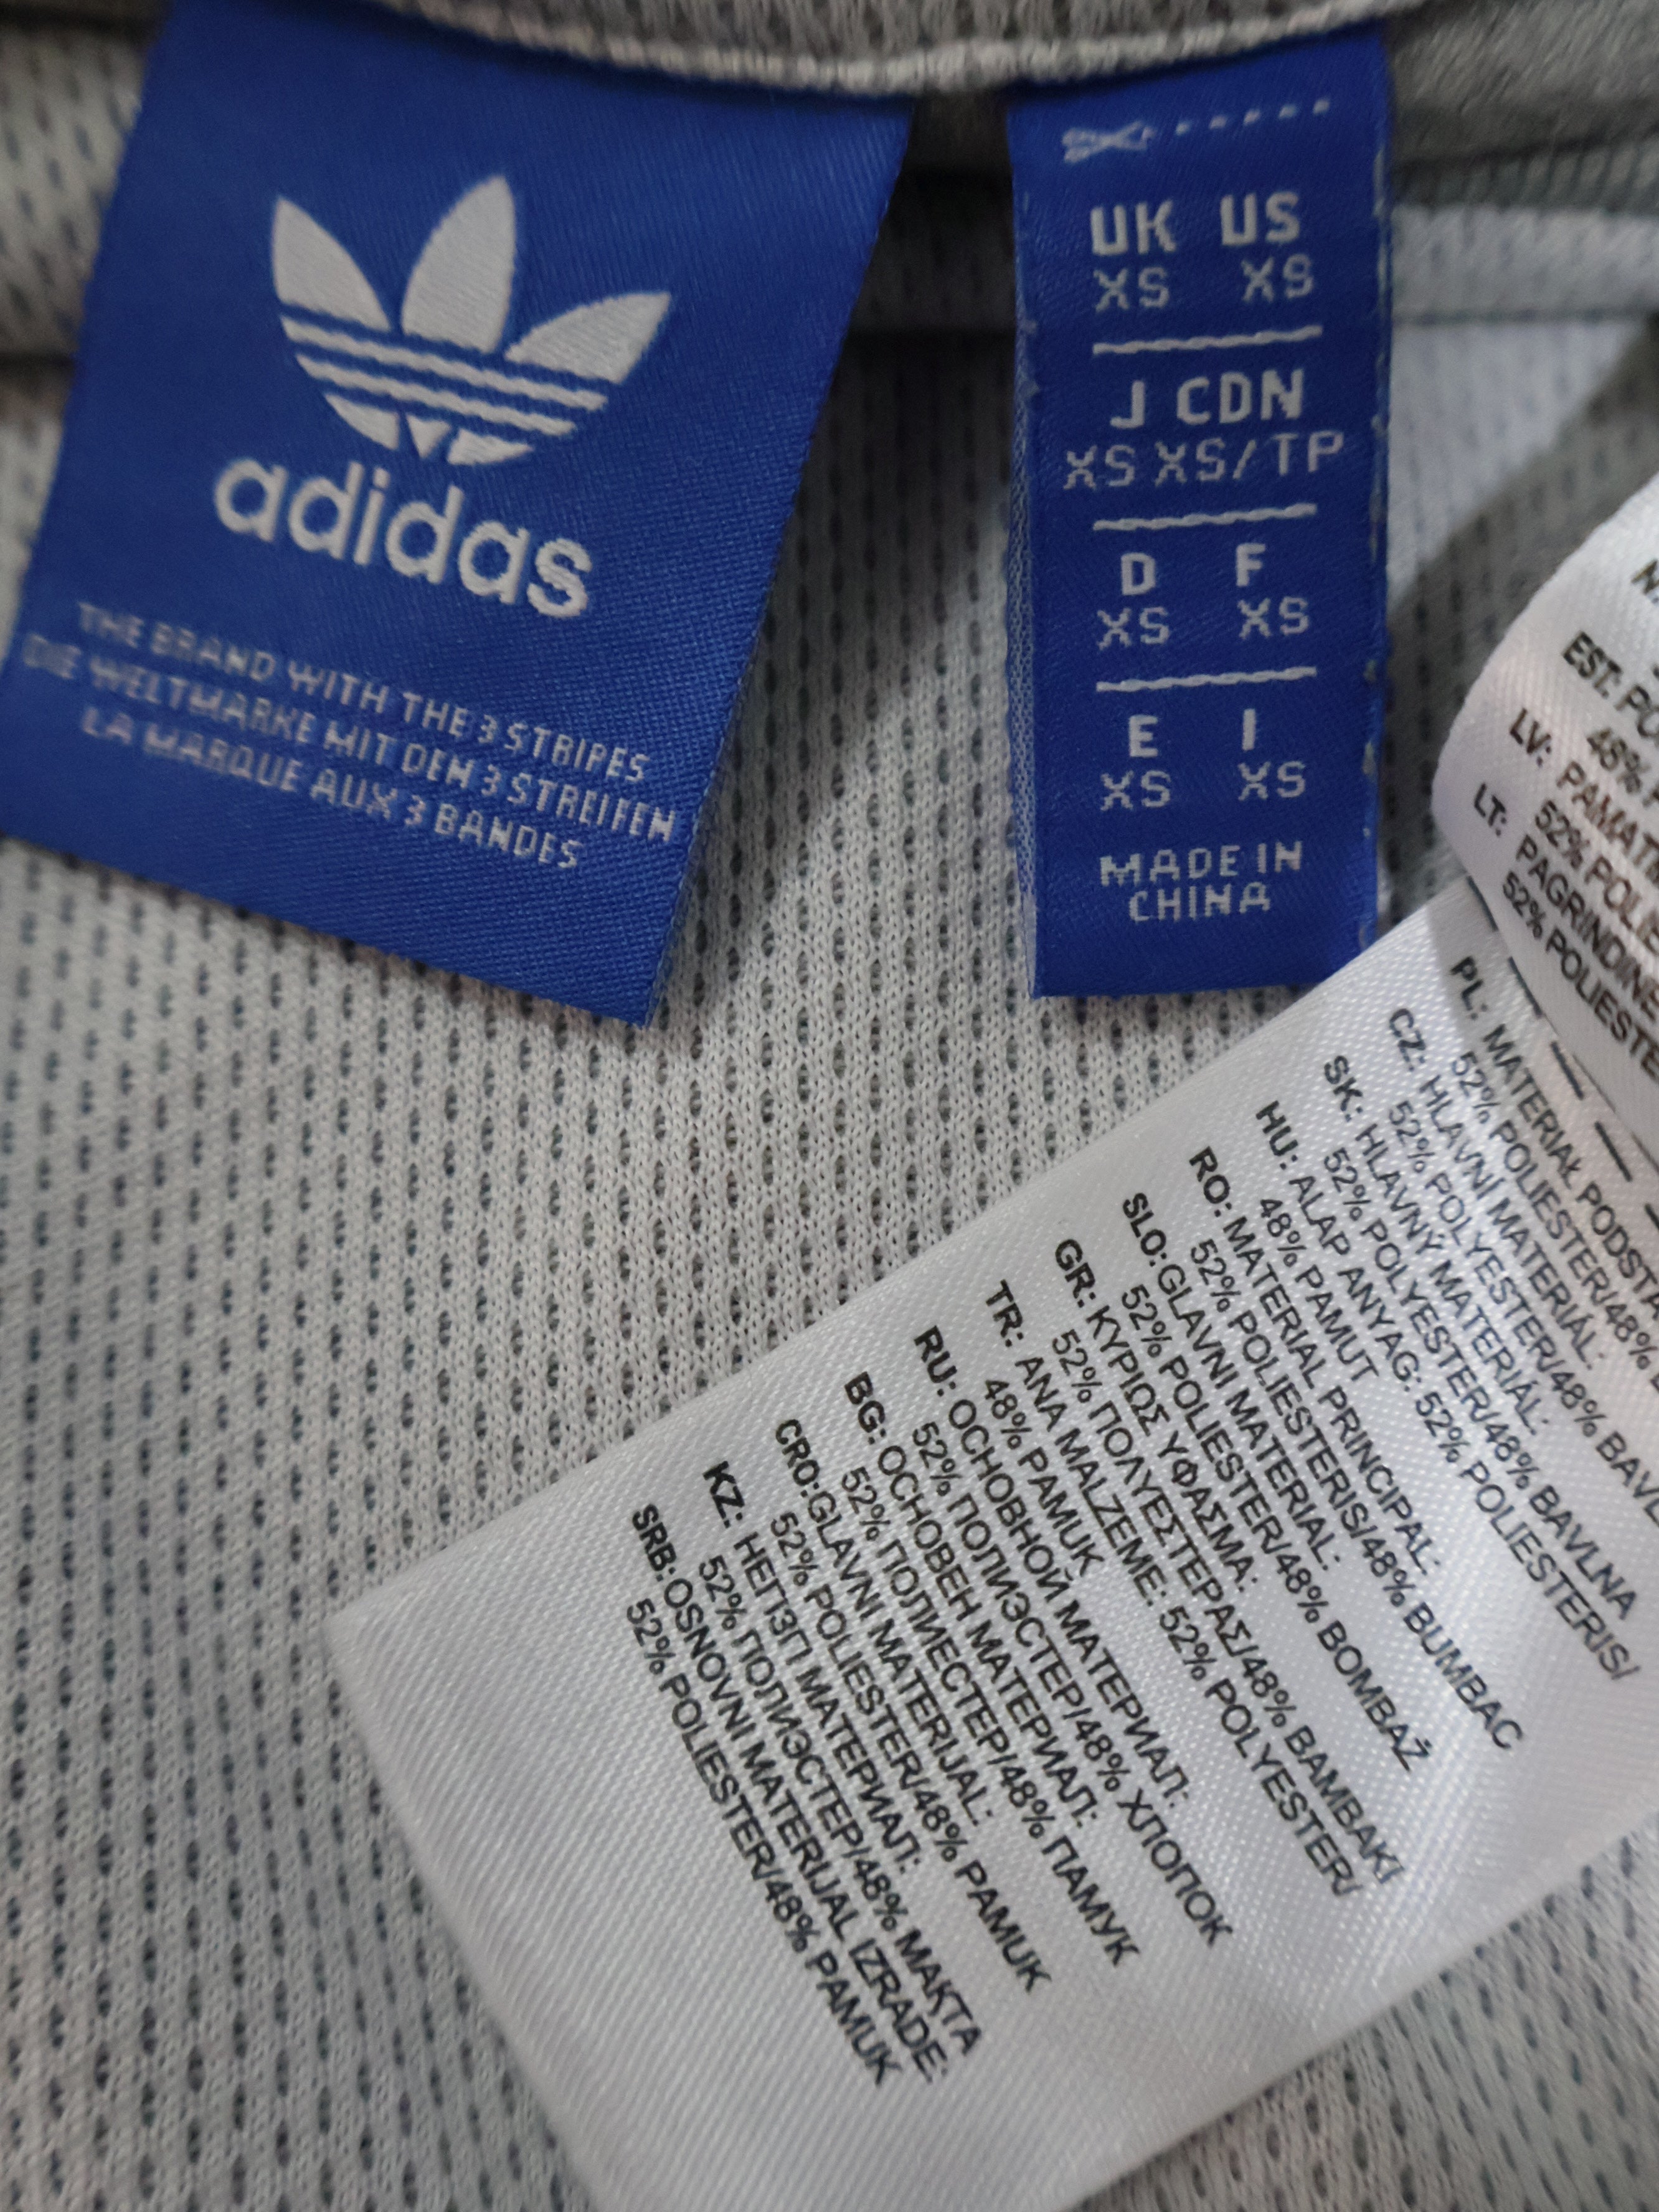 adidas
THE BRAND WITH THE 3 STRIPES
DIE WELTMARKE MIT DEN 3 STREIFEN
LA MARQUE AUX 3 BANDES
UK US
XS XS
J CDN
XS XS/TP
D F
XS XS
E I
XS XS
MADE IN
CHINA
EST:
48%
LV:
52%
LT:
52%
PL: MATERIAŁ
52% POLIESTER/48%
CZ: HLAVNÍ MATERIÁL:
52% POLYESTER/48%
SK: HLAVNÝ MATERIÁL:
52% POLYESTER/48% BAVLNA
HU: ALAP ANYAG: 52% POLIESTERIS/
48% PAMUT
RO: MATERIAL PRINCIPAL:
52% POLIESTERIS/48% BUMBAC
SLO:GLAVNI MATERIAL:
52% POLIESTER/48% BOMBAŽ
GR: ΚΥΡΙΩΣ ΥΦΑΣΜΑ:
52% ΠΟΛΥΕΣΤΕΡΑΣ/48% ΒΑΜΒΑΚΙ
TR: ANA MALZEME: 52% POLYESTER/
48% PAMUK
RU: ОСНОВНОЙ МАТЕРИАЛ:
52% ПОЛИЭСТЕР/48% ХЛОПОК
BG: ОСНОВЕН МАТЕРИАЛ:
52% ПОЛИЕСТЕР/48% ПАМУК
CRO:GLAVNI MATERIJAL:
52% POLIESTER/48% PAMUK
KZ: НЕГІЗГІ МАТЕРИАЛ:
52% ПОЛИЭСТЕР/48% МАКТА
SRB:OSNOVNI MATERIJAL IZRADE:
52% POLIESTER/48% PAMUK